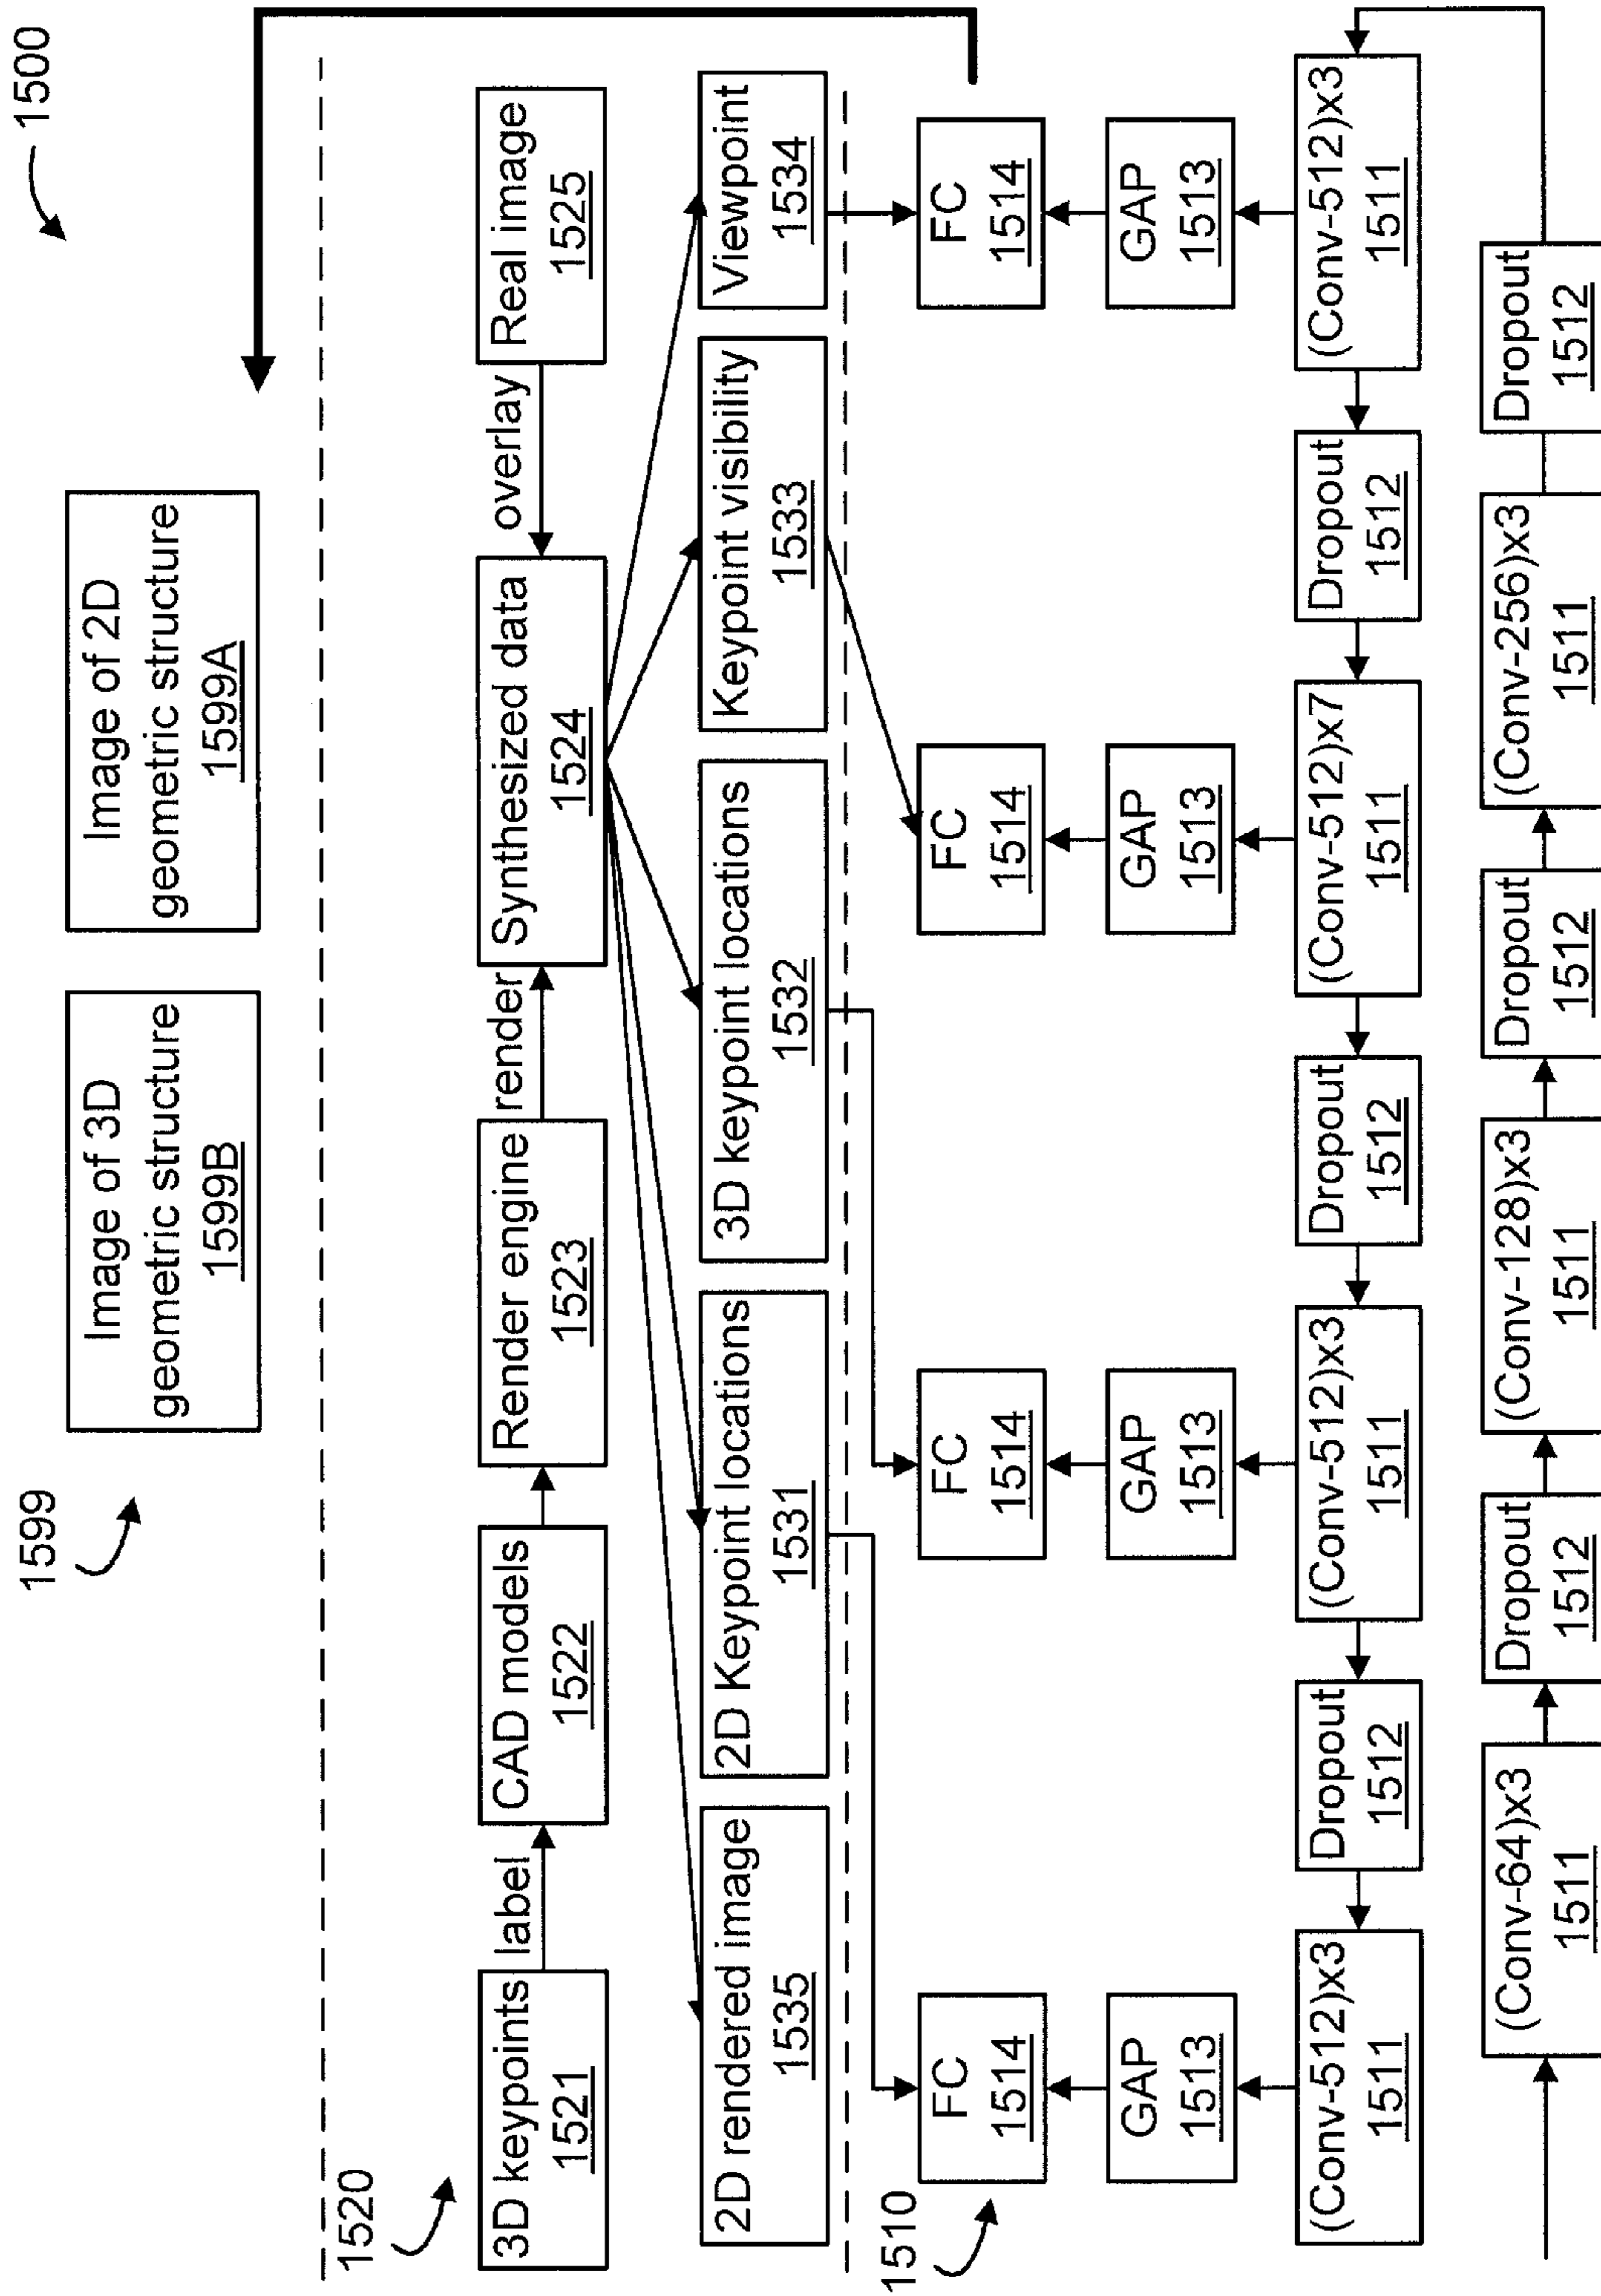 1500
1599
Image of 3D
geometric structure
1599B
Image of 2D
geometric structure
1599A
1520
3D keypoints
1521
label
CAD models
1522
Render engine
1523
render
Synthesized data
1524
overlay
Real image
1525
2D rendered image
1535
2D Keypoint locations
1531
3D keypoint locations
1532
Keypoint visibility
1533
Viewpoint
1534
1510
FC
1514
FC
1514
FC
1514
FC
1514
GAP
1513
GAP
1513
GAP
1513
GAP
1513
(Conv-512)x3
1511
Dropout
1512
(Conv-512)x3
1511
Dropout
1512
(Conv-512)x7
1511
Dropout
1512
(Conv-512)x3
1511
(Conv-64)x3
1511
Dropout
1512
(Conv-128)x3
1511
Dropout
1512
(Conv-256)x3
1511
Dropout
1512